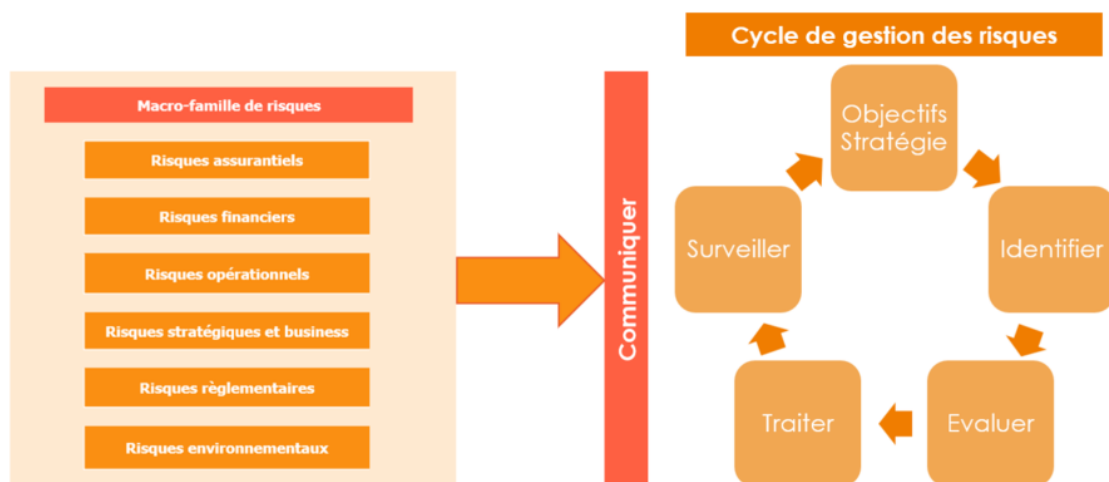 Cycle de gestion des risques
Macro-famille de risques
Risques assurantiels
Risques financiers
Risques opérationnels
Risques stratégiques et business
Risques règlementaires
Risques environnementaux
Communiquer
Objectifs
Stratégie
Identifier
Evaluer
Traiter
Surveiller